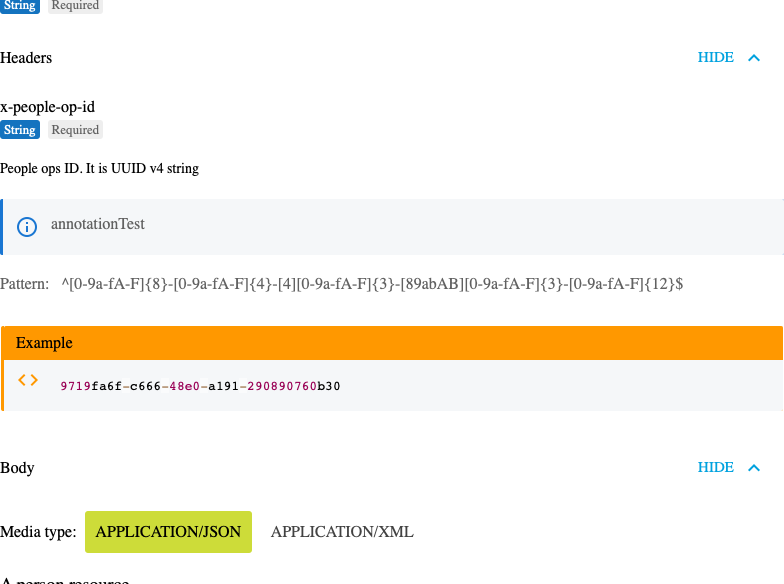 String Required
Headers HIDE
x-people-op-id
String Required
People ops ID. It is UUID v4 string
annotationTest
Pattern: ^[0-9a-fA-F]{8}-[0-9a-fA-F]{4}-[4][0-9a-fA-F]{3}-[89abAB][0-9a-fA-F]{3}-[0-9a-fA-F]{12}$
Example
9719fa6f-c666-48e0-a191-290890760b30
Body HIDE
Media type: APPLICATION/JSON APPLICATION/XML
A person resource